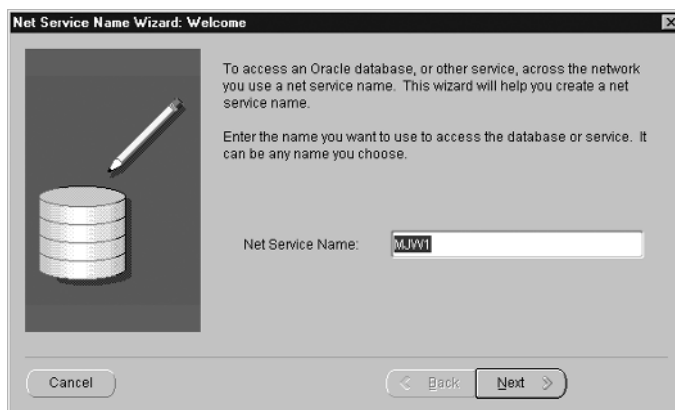 Net Service Name Wizard: Welcome
To access an Oracle database, or other service, across the network
you use a net service name. This wizard will help you create a net
service name.
Enter the name you want to use to access the database or service. It
can be any name you choose.
Net Service Name: MJW1
Cancel Back Next